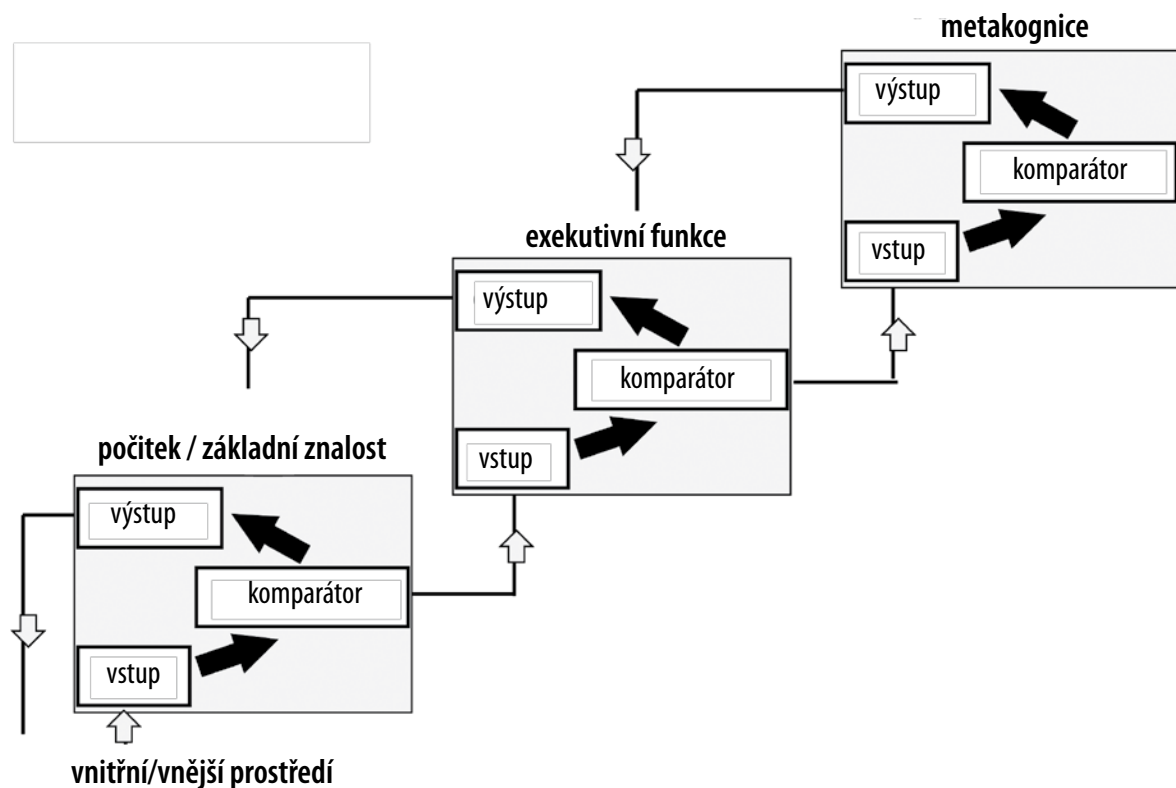 metakognice
výstup
komparátor
vstup
exekutivní funkce
výstup
komparátor
vstup
počitek / základní znalost
výstup
komparátor
vstup
vnitřní/vnější prostředí